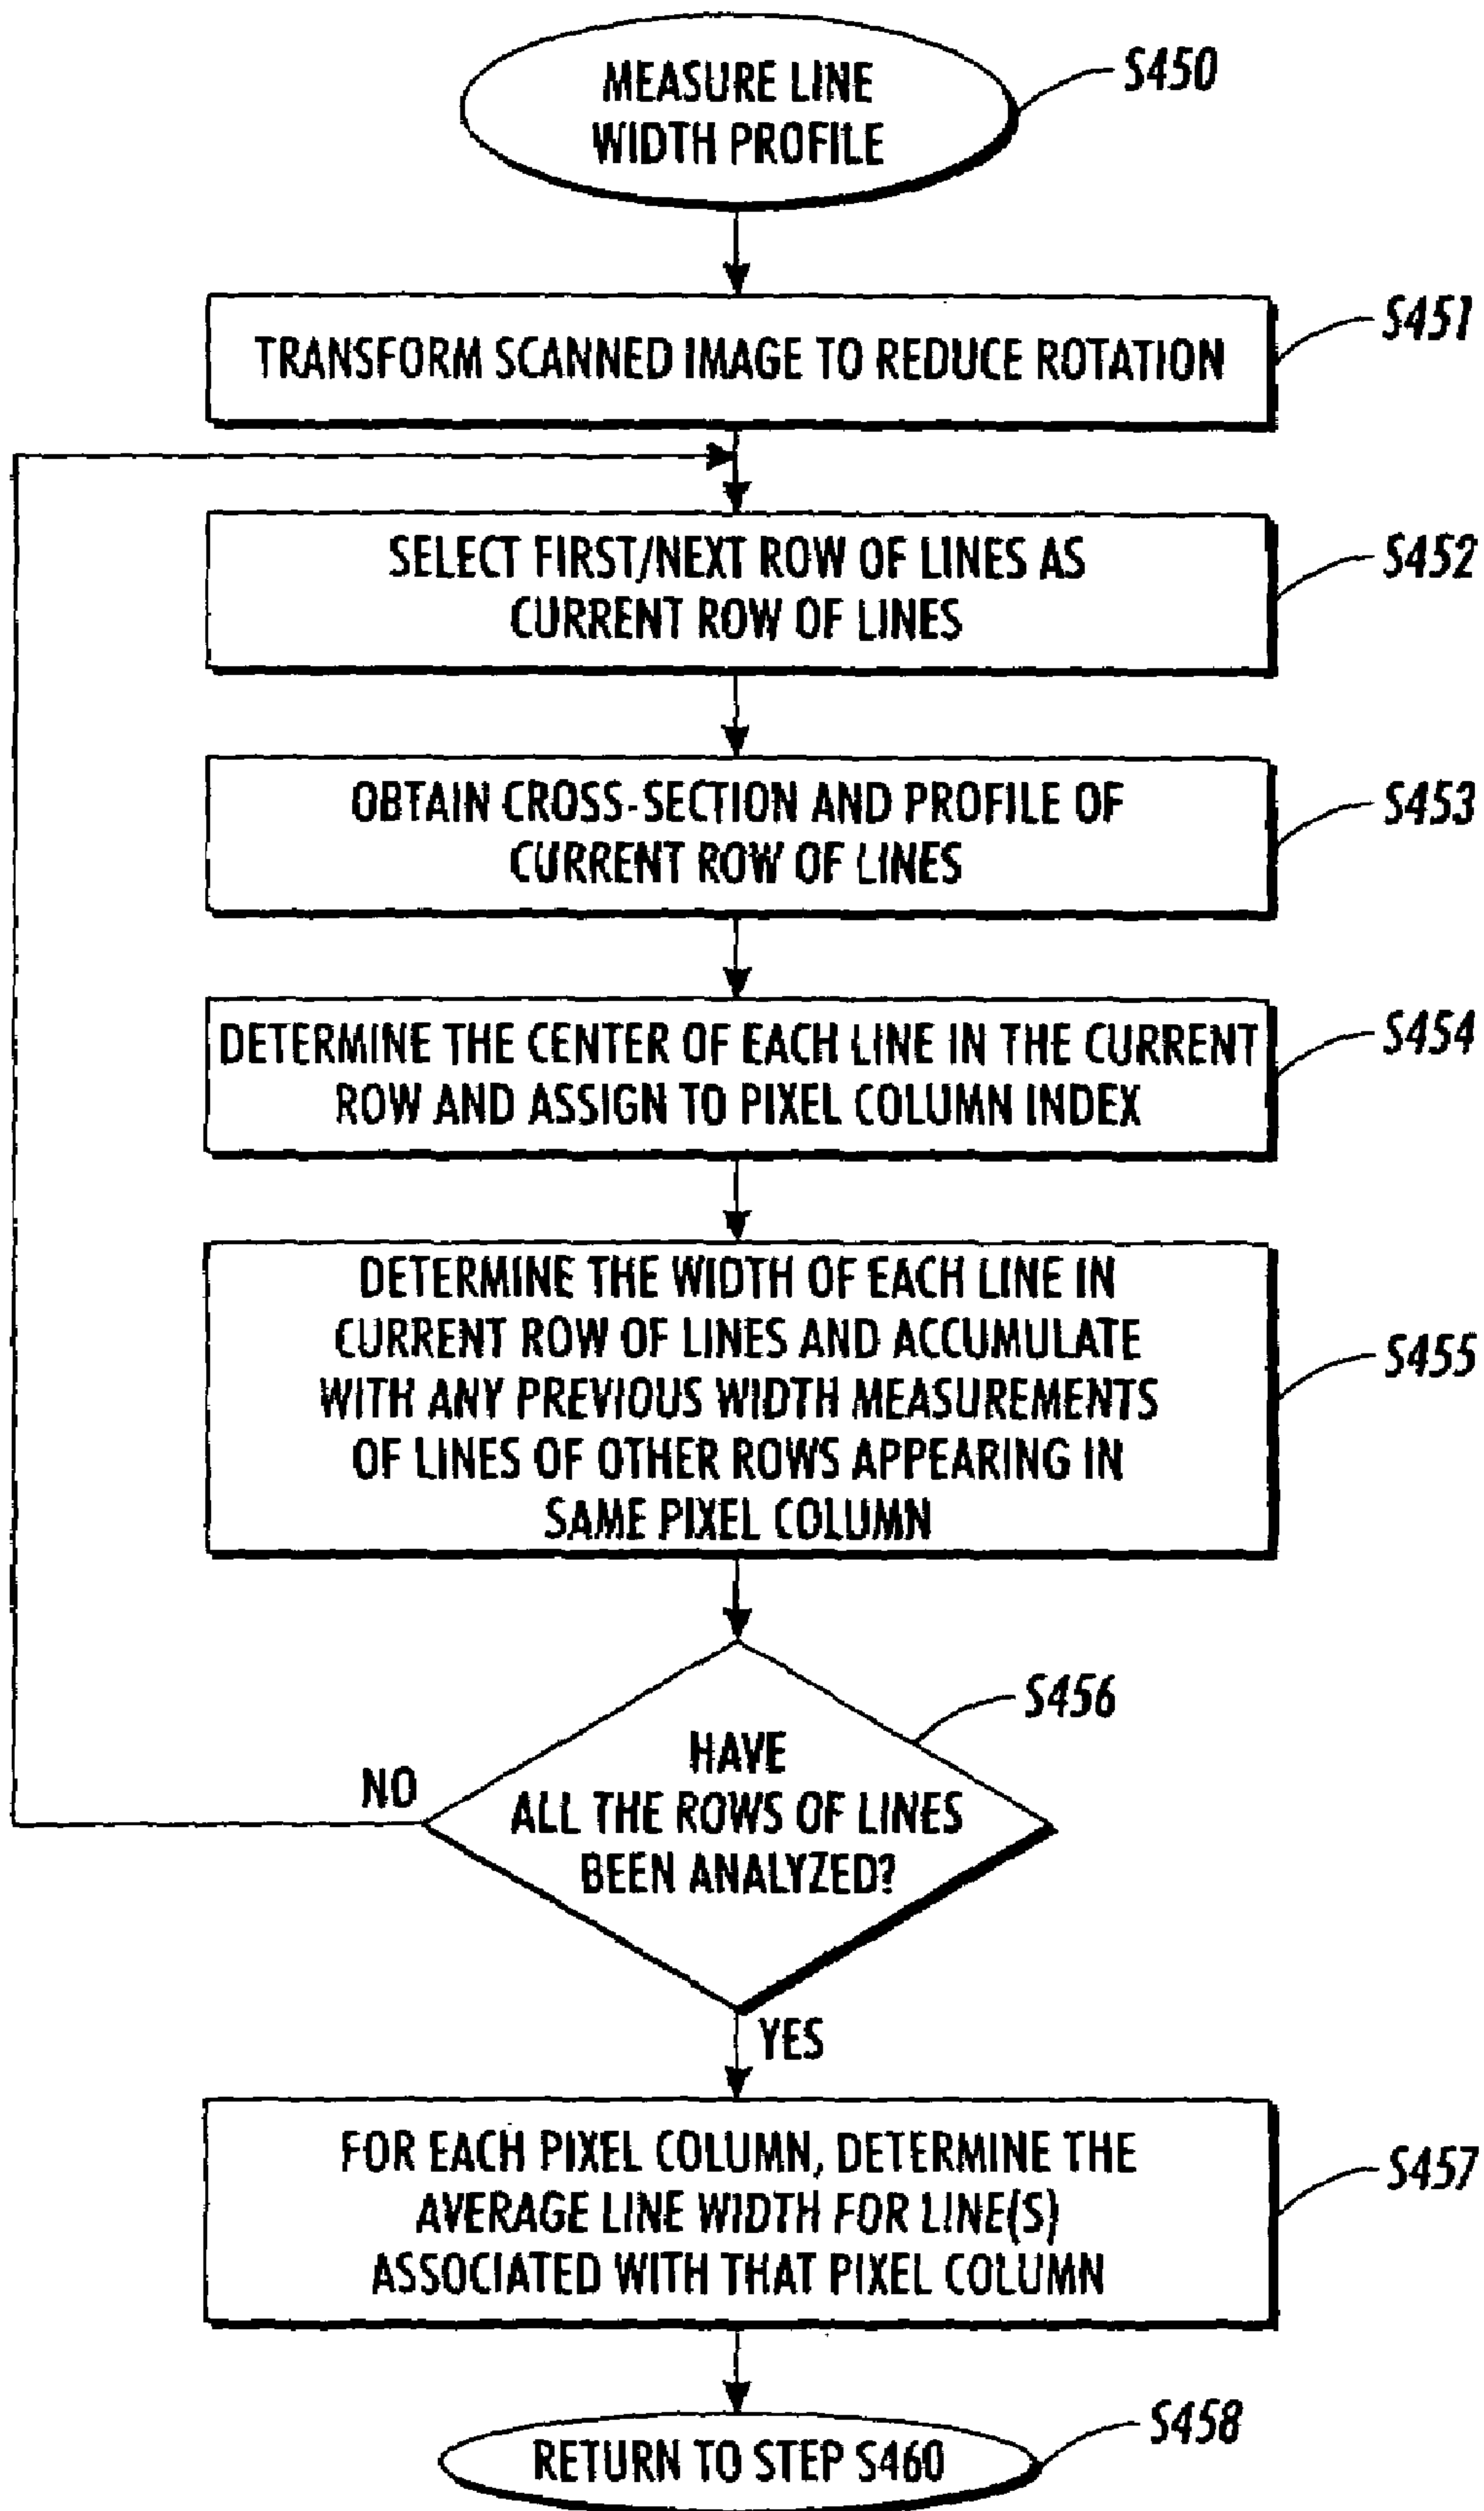 MEASURE LINE
WIDTH PROFILE
S450
TRANSFORM SCANNED IMAGE TO REDUCE ROTATION
S451
SELECT FIRST/NEXT ROW OF LINES AS
CURRENT ROW OF LINES
S452
OBTAIN CROSS-SECTION AND PROFILE OF
CURRENT ROW OF LINES
S453
DETERMINE THE CENTER OF EACH LINE IN THE CURRENT
ROW AND ASSIGN TO PIXEL COLUMN INDEX
S454
DETERMINE THE WIDTH OF EACH LINE IN
CURRENT ROW OF LINES AND ACCUMULATE
WITH ANY PREVIOUS WIDTH MEASUREMENTS
OF LINES OF OTHER ROWS APPEARING IN
SAME PIXEL COLUMN
S455
HAVE
ALL THE ROWS OF LINES
BEEN ANALYZED?
S456
NO
YES
FOR EACH PIXEL COLUMN, DETERMINE THE
AVERAGE LINE WIDTH FOR LINE(S)
ASSOCIATED WITH THAT PIXEL COLUMN
S457
RETURN TO STEP S460
S458